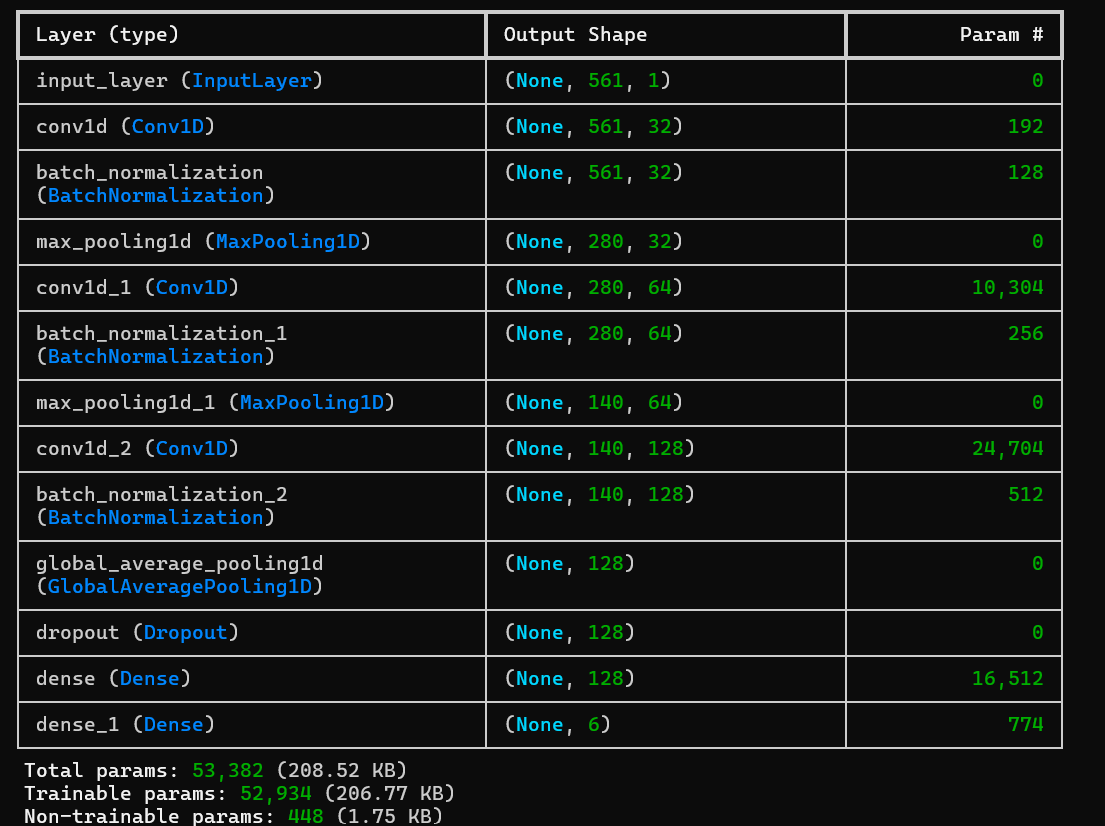 Layer (type) Output Shape Param #
input_layer (InputLayer) (None, 561, 1) 0
conv1d (Conv1D) (None, 561, 32) 192
batch_normalization (None, 561, 32) 128
(BatchNormalization)
max_pooling1d (MaxPooling1D) (None, 280, 32) 0
conv1d_1 (Conv1D) (None, 280, 64) 10,304
batch_normalization_1 (None, 280, 64) 256
(BatchNormalization)
max_pooling1d_1 (MaxPooling1D) (None, 140, 64) 0
conv1d_2 (Conv1D) (None, 140, 128) 24,704
batch_normalization_2 (None, 140, 128) 512
(BatchNormalization)
global_average_pooling1d (None, 128) 0
(GlobalAveragePooling1D)
dropout (Dropout) (None, 128) 0
dense (Dense) (None, 128) 16,512
dense_1 (Dense) (None, 6) 774
Total params: 53,382 (208.52 KB)
Trainable params: 52,934 (206.77 KB)
Non-trainable params: 448 (1.75 KB)